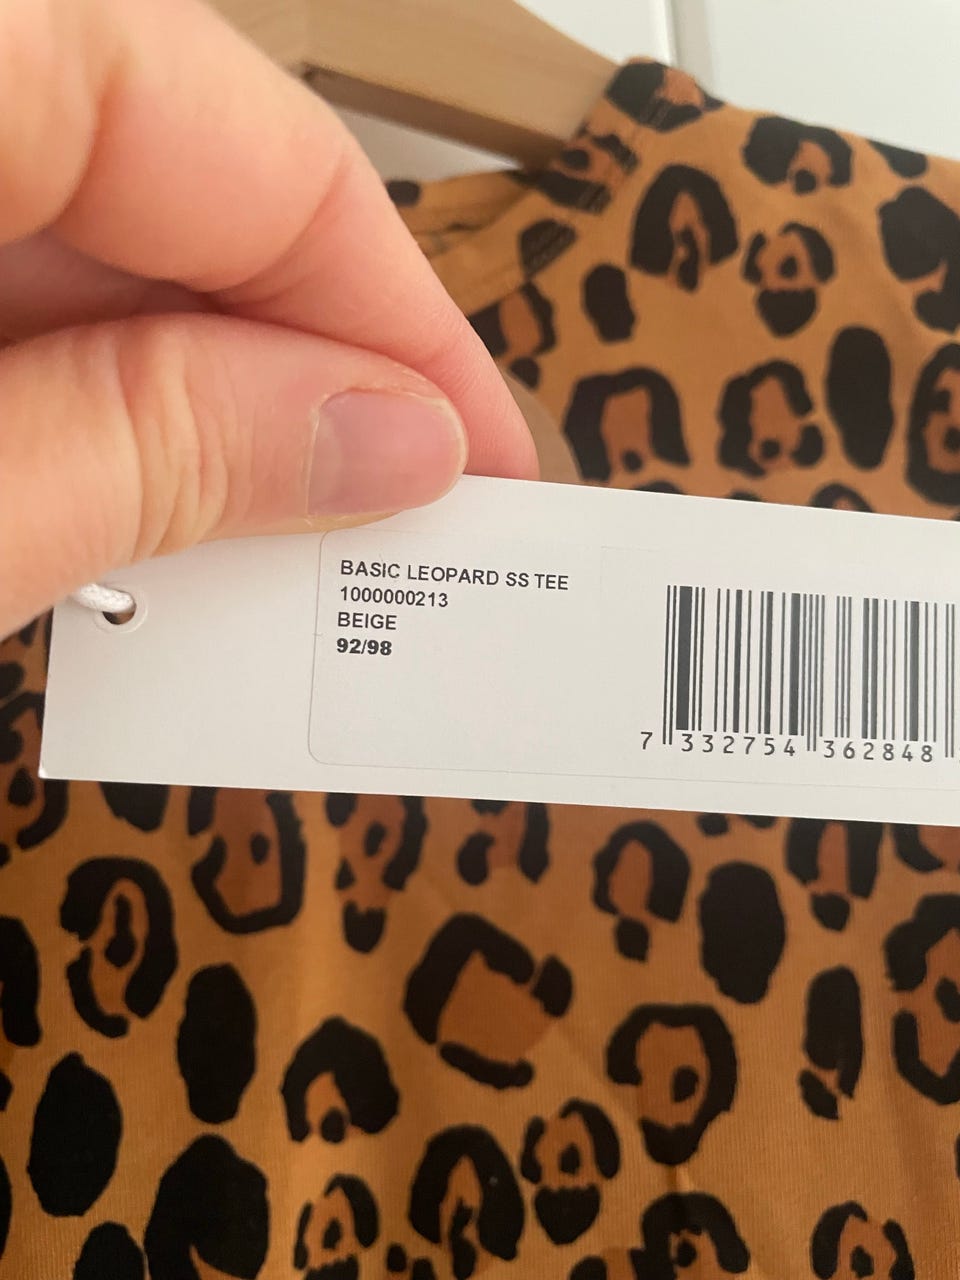 BASIC LEOPARD SS TEE
1000000213
BEIGE
92/98
7 332754 362848